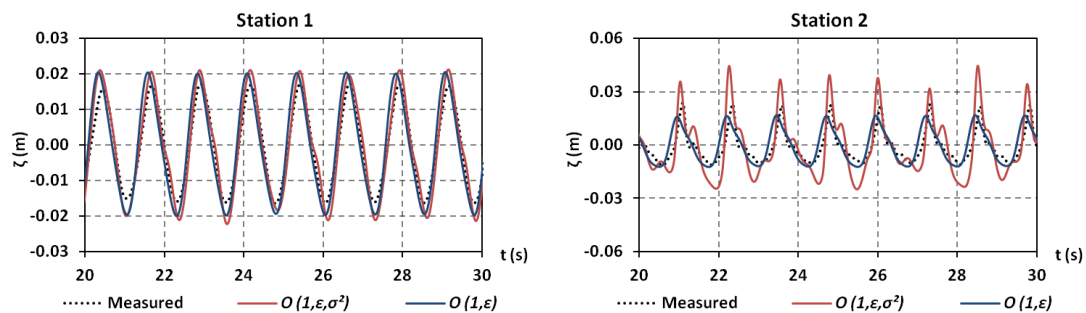 Station 1
0.03
0.02
0.01
0.00
-0.01
-0.02
-0.03
ζ (m)
20 22 24 26 28 30
t (s)
Measured O (1,ε,σ²) O (1,ε)
Station 2
0.06
0.03
0.00
-0.03
-0.06
ζ (m)
20 22 24 26 28 30
t (s)
Measured O (1,ε,σ²) O (1,ε)